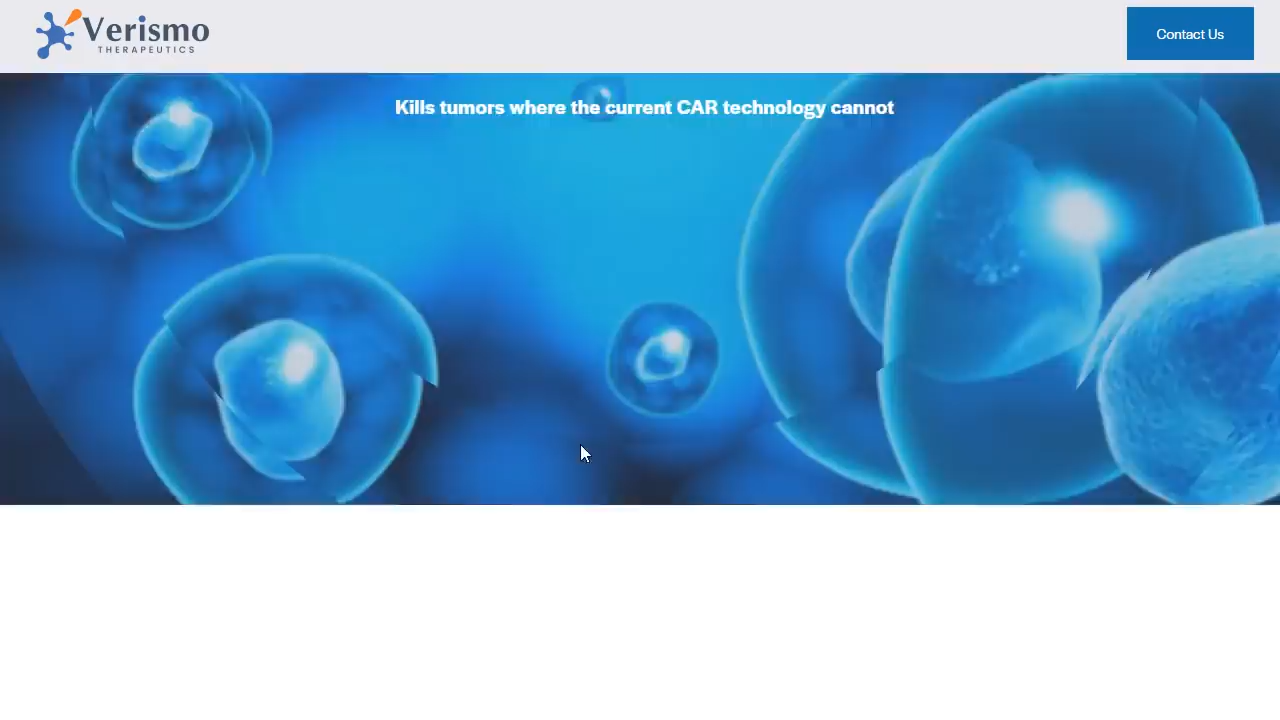 Verismo
THERAPEUTICS
Contact Us
Kills tumors where the current CAR technology cannot